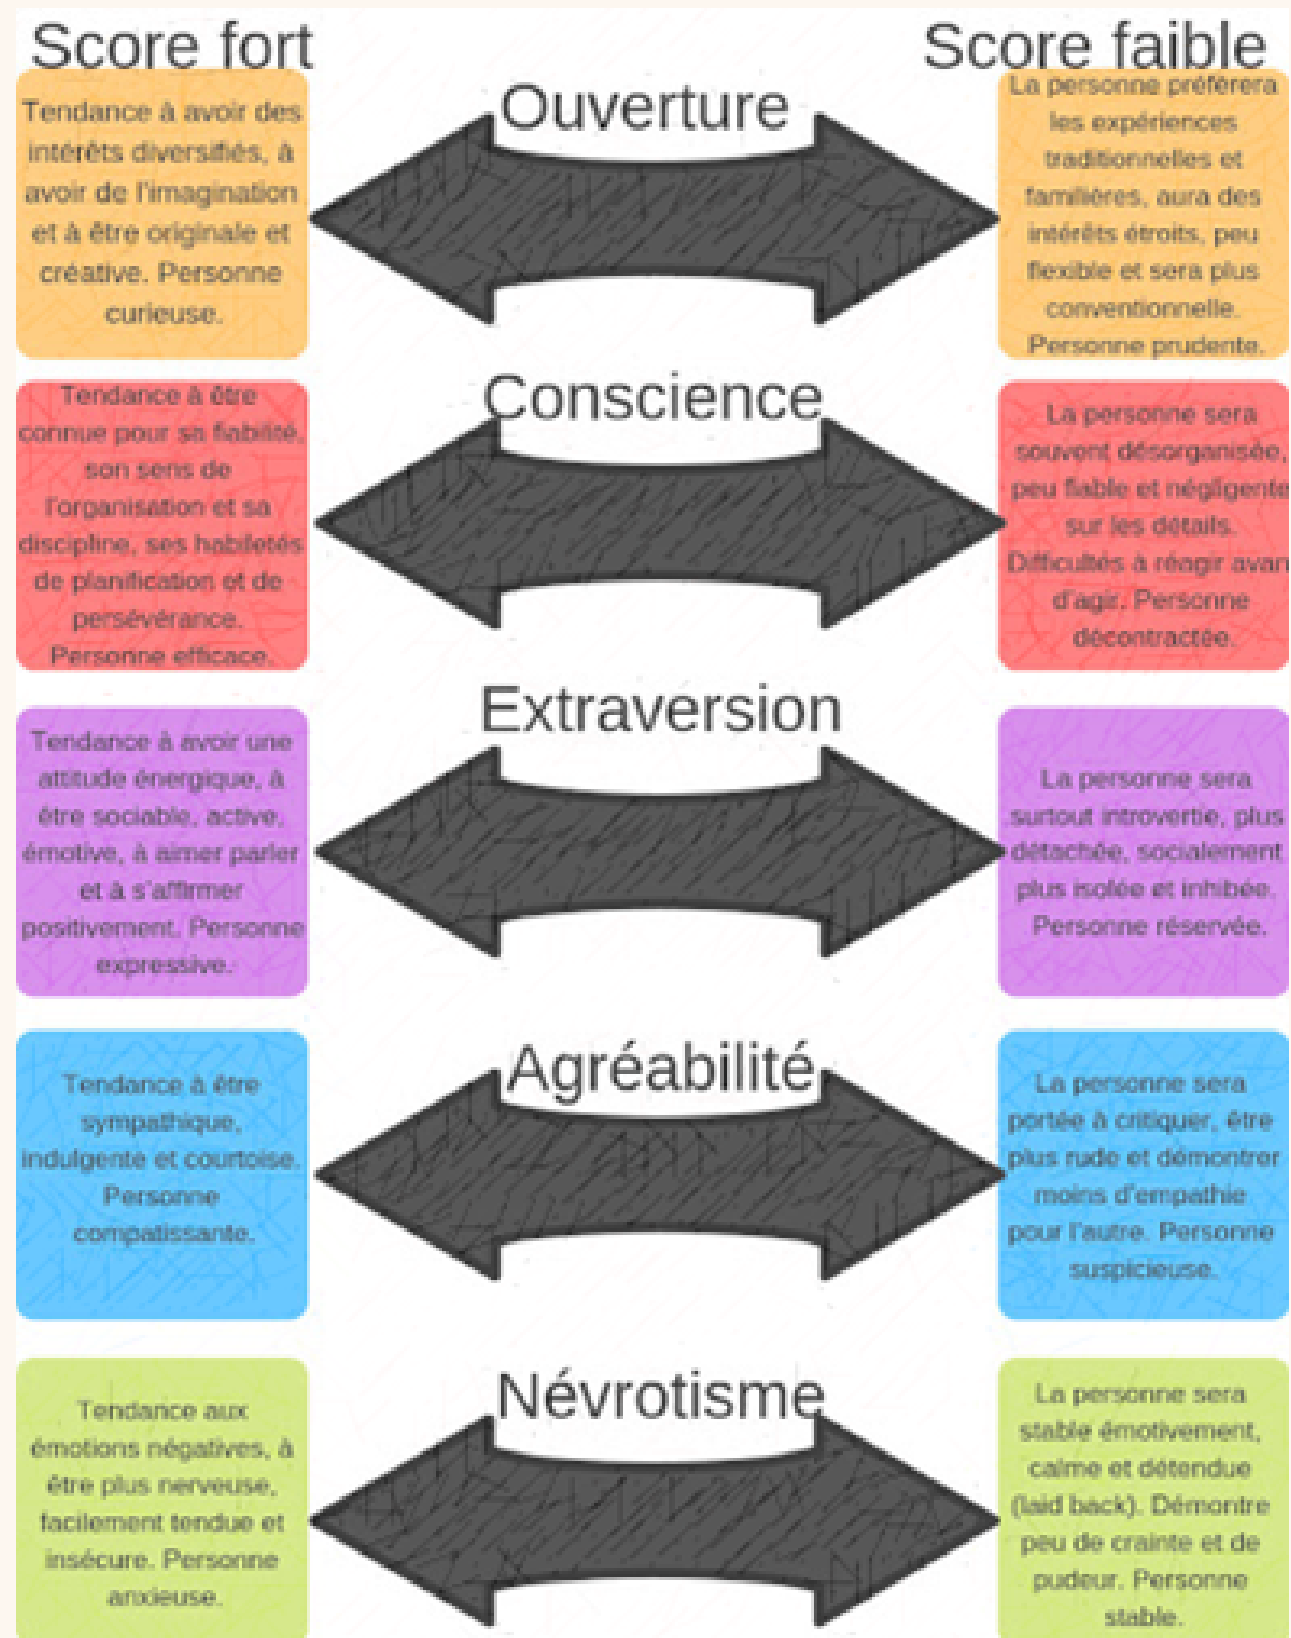 Score fort
Score faible
Ouverture
Tendance à avoir des
intérêts diversifiés, à
avoir de l'imagination
et à être originale et
créative. Personne
curieuse.
La personne préférera
les expériences
traditionnelles et
familières, aura des
intérêts étroits, peu
flexible et sera plus
conventionnelle.
Personne prudente.
Conscience
Tendance à être
connue pour sa fiabilité,
son sens de
l'organisation et sa
discipline, ses habiletés
de planification et de
persévérance.
Personne efficace.
La personne sera
souvent désorganisée,
peu fiable et négligente
sur les détails.
Difficultés à réagir avan
d'agir. Personne
décontractée.
Extraversion
Tendance à avoir une
attitude énergique, à
être sociable, active,
émotive, à aimer parler
et à s'affirmer
positivement. Personne
expressive.
La personne sera
surtout introvertie, plus
détachée, socialement
plus isolée et inhibée.
Personne réservée.
Agréabilité
Tendance à être
sympathique,
indulgente et courtoise.
Personne
compatissante.
La personne sera
portée à critiquer, être
plus rude et démontrer
moins d'empathie
pour l'autre. Personne
suspicieuse.
Névrotisme
Tendance aux
émotions négatives, à
être plus nerveuse,
facilement tendue et
insécure. Personne
anxieuse.
La personne sera
stable émotivement,
calme et détendue
(laid back). Démontre
peu de crainte et de
pudeur. Personne
stable.